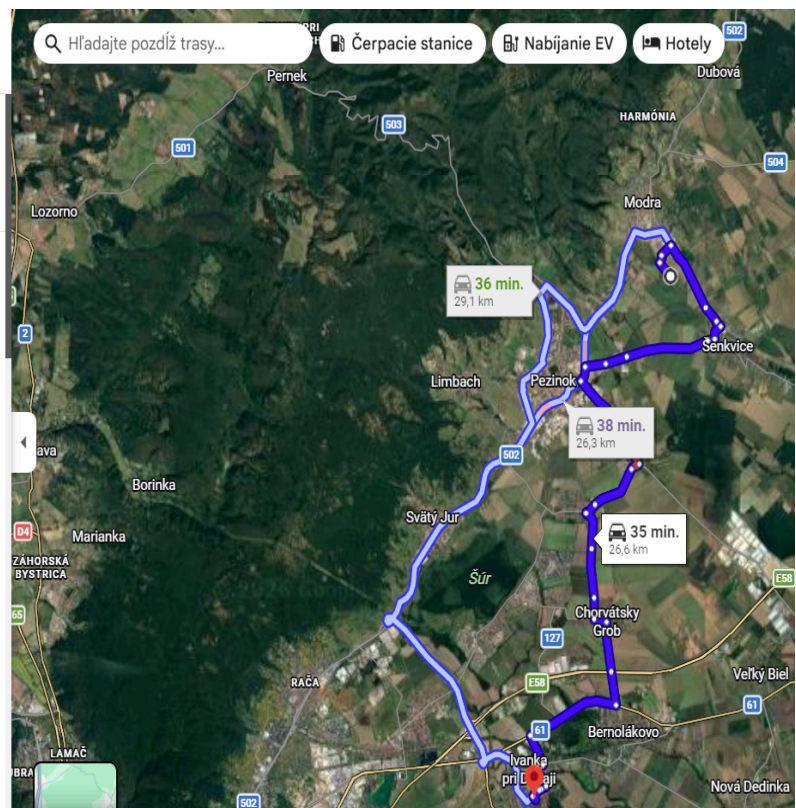 Hľadajte pozdĺž trasy...
Čerpacie stanice
Nabíjanie EV
Hotely
502
Pernek
Dubová
HARMÓNIA
503
501
504
Lozorno
Modra
36 min.
29,1 km
2
Šenkvice
Limbach
Pezinok
38 min.
26,3 km
502
Borinka
Svätý Jur
D4
Marianka
35 min.
26,6 km
ZÁHORSKÁ
BYSTRICA
Šúr
E58
Chorvátsky
Grob
127
RAČA
E58
Veľký Biel
61
61
Bernolákovo
LAMAČ
Ivanka
pri
Nová Dedinka
502